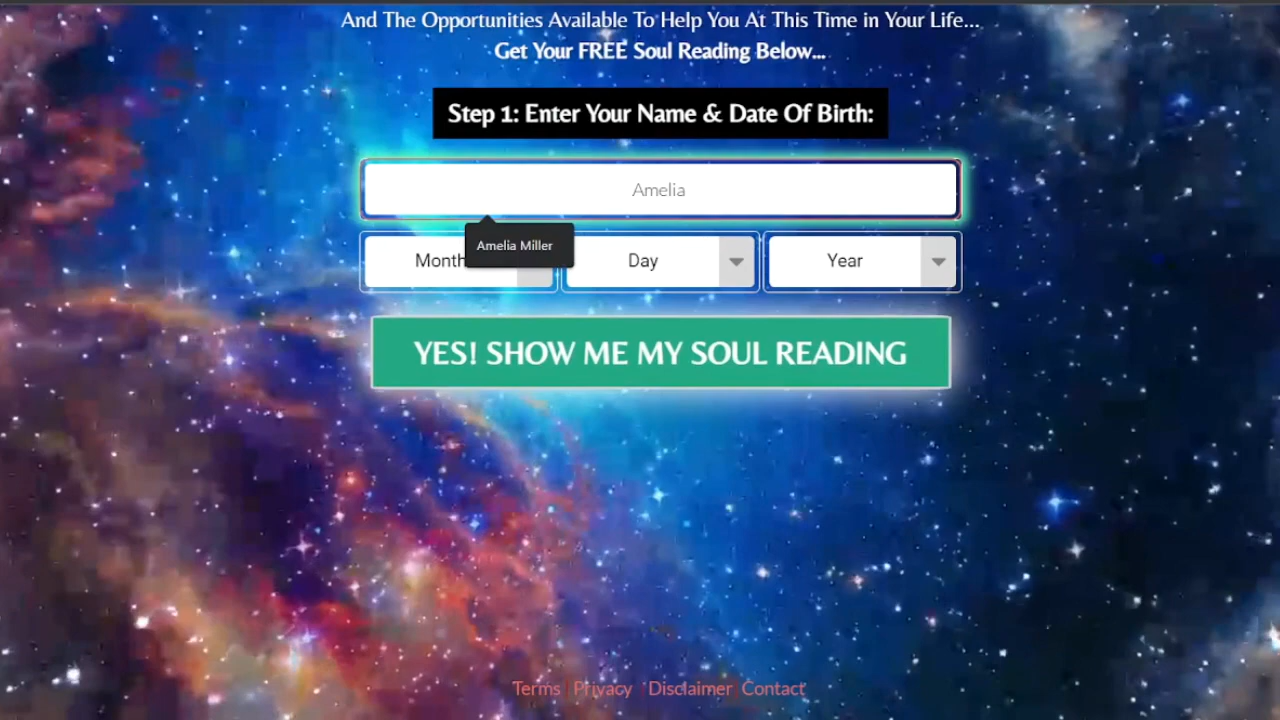 And The Opportunities Available To Help You At This Time in Your Life...
Get Your FREE Soul Reading Below...
Step 1: Enter Your Name & Date Of Birth:
Amelia
Amelia Miller
Month Day Year
YES! SHOW ME MY SOUL READING
Terms | Privacy | Disclaimer Contact